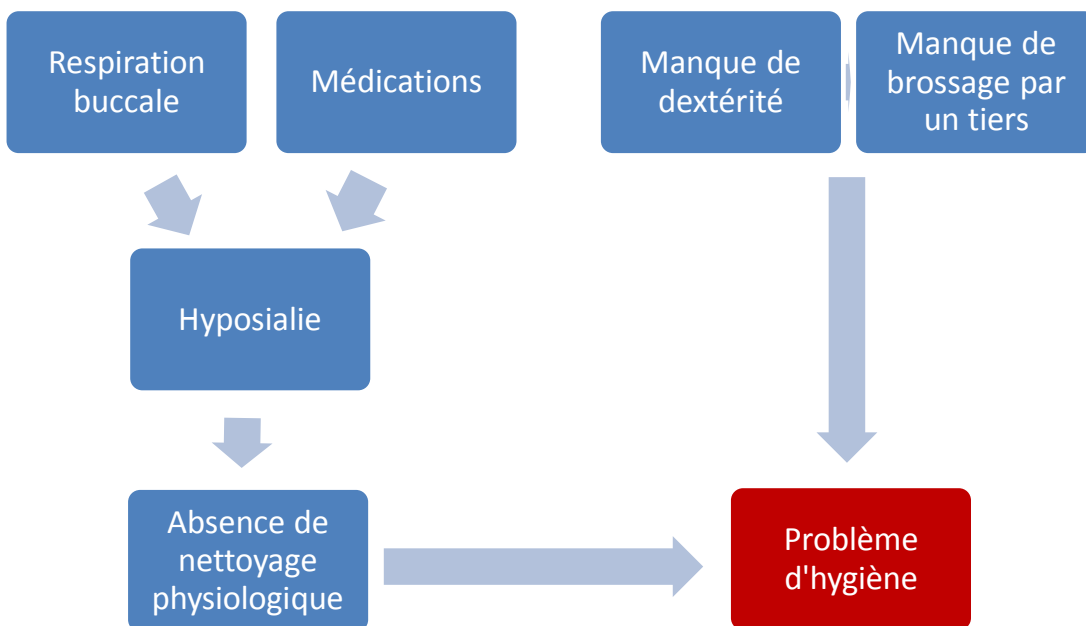 Respiration
buccale
Médications
Manque de
dextérité
Manque de
brossage par
un tiers
Hyposialie
Absence de
nettoyage
physiologique
Problème
d'hygiène